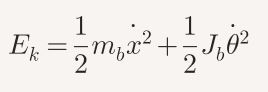 $E_k = \frac{1}{2} m_b \dot{x}^2 + \frac{1}{2} J_b \dot{\theta}^2$